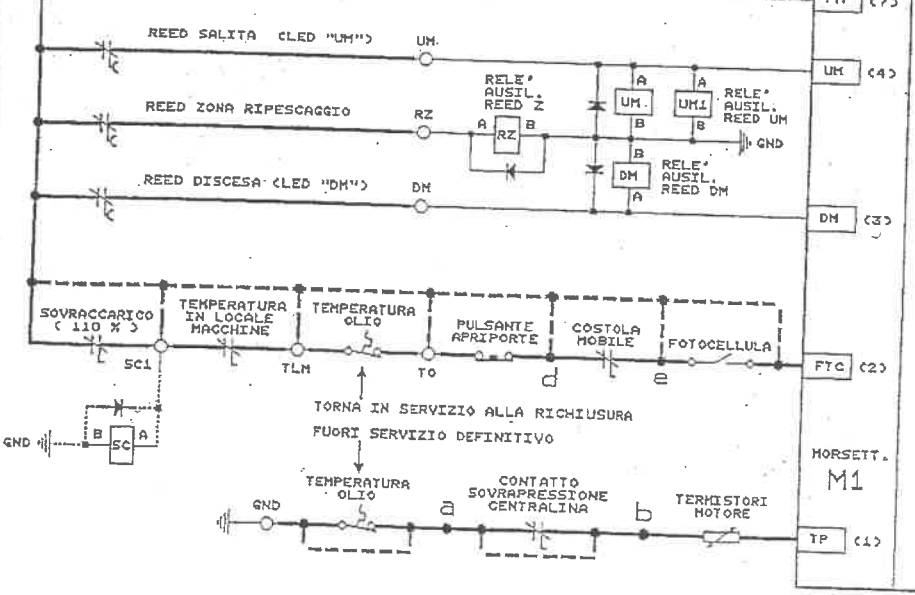 (7)
REED SALITA (LED "UM")
UM.
UM
(4)
RELE'
AUSIL.
REED Z
A
UM.
B
A
UM1
B
RELE'
AUSIL.
REED UM
REED ZONA RIPESCAGGIO
RZ
A
RZ
B
GND
B
DM
A
RELE'
AUSIL.
REED DM
REED DISCESA (LED "DM")
DM
DM
(3)
SOVRACCARICO
( 110 % )
TEMPERATURA
IN LOCALE
MACCHINE
TEMPERATURA
OLIO
PULSANTE
APRIPORTE
COSTOLA
MOBILE
FOTOCELLULA
SC1
TLM
TO
d
e
FTC
(2)
TORNA IN SERVIZIO ALLA RICHIUSURA
FUORI SERVIZIO DEFINITIVO
GND
B
SC
A
MORSETT.
M1
TEMPERATURA
OLIO
CONTATTO
SOVRAPRESSIONE
CENTRALINA
TERMISTORI
MOTORE
GND
a
b
TP
(1)